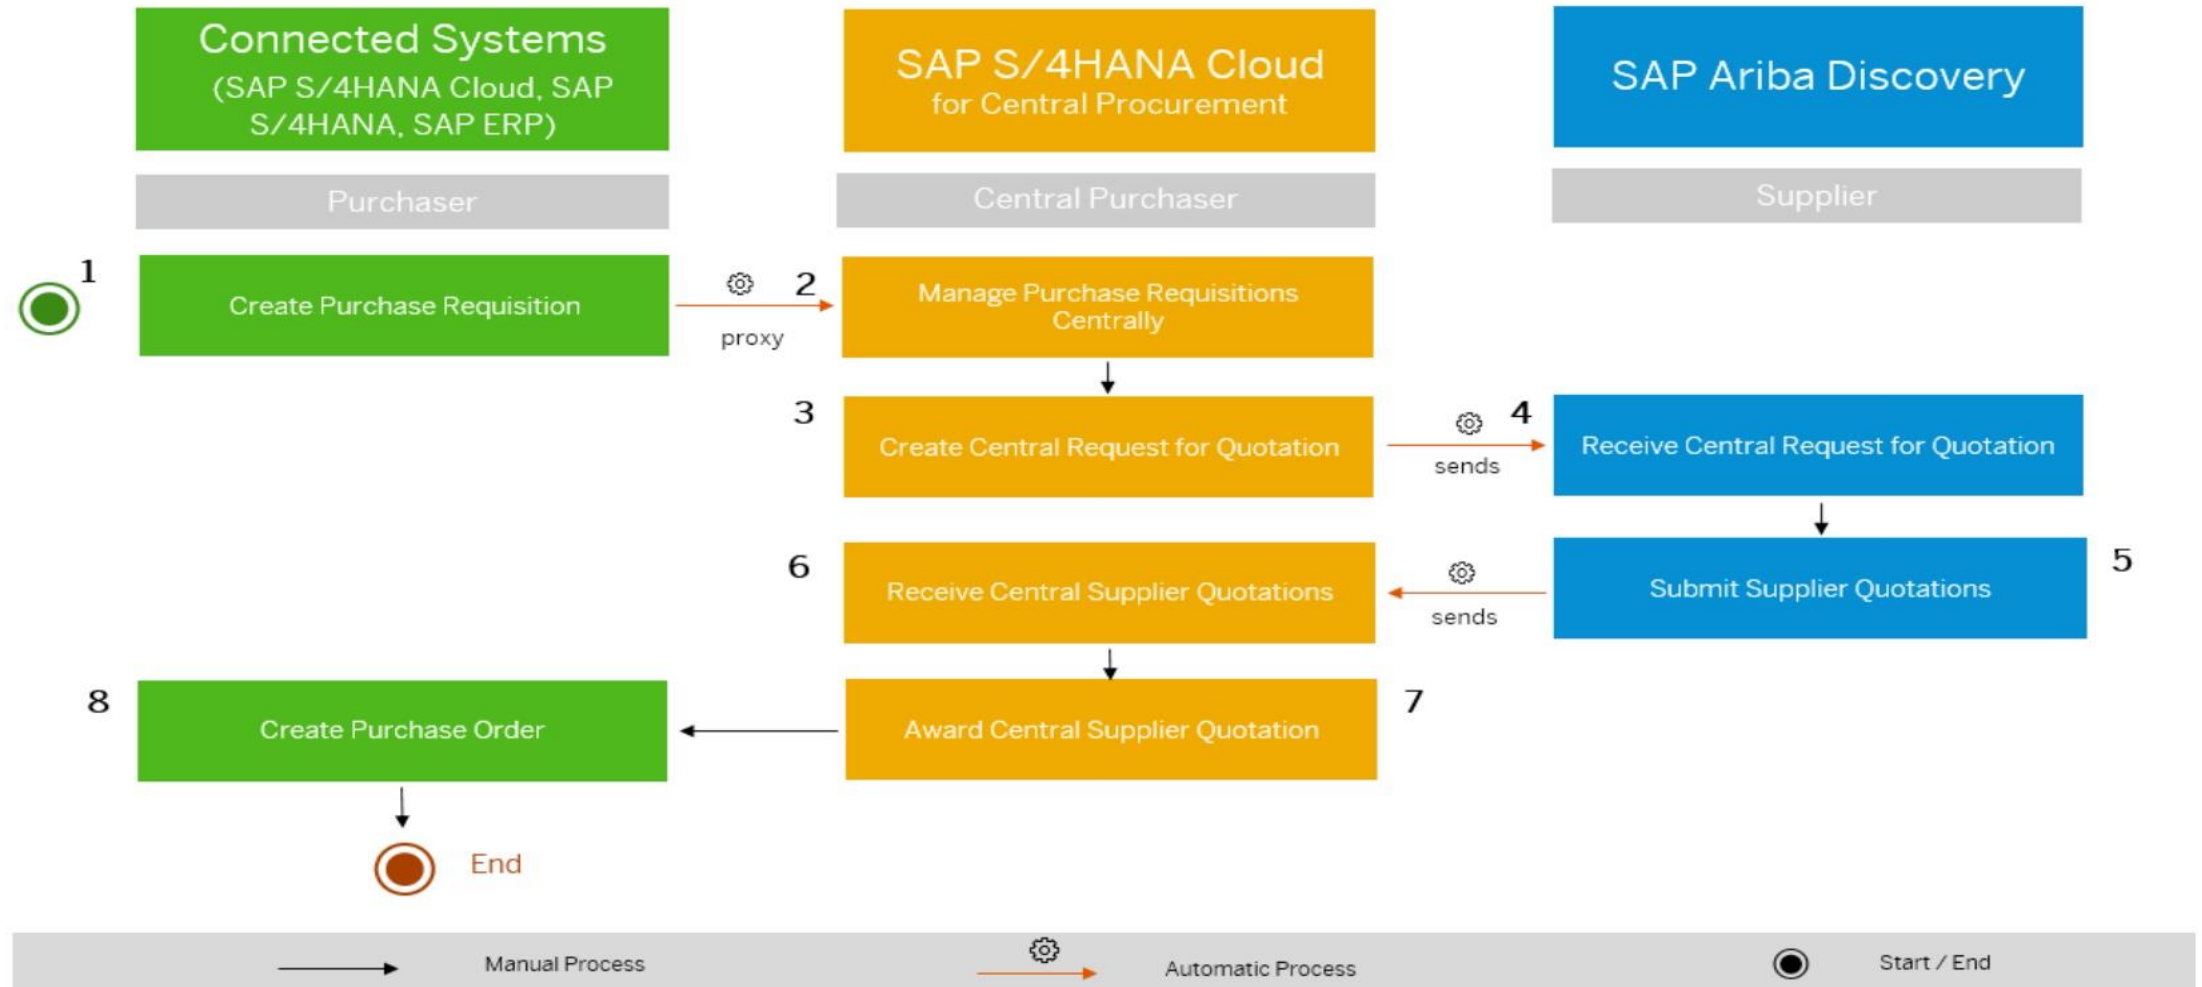 Connected Systems
(SAP S/4HANA Cloud, SAP
S/4HANA, SAP ERP)
SAP S/4HANA Cloud
for Central Procurement
SAP Ariba Discovery
Purchaser
Central Purchaser
Supplier
1
Create Purchase Requisition
proxy
2
Manage Purchase Requisitions
Centrally
3
Create Central Request for Quotation
sends
4
Receive Central Request for Quotation
5
Submit Supplier Quotations
sends
6
Receive Central Supplier Quotations
7
Award Central Supplier Quotation
8
Create Purchase Order
End
Manual Process
Automatic Process
Start / End